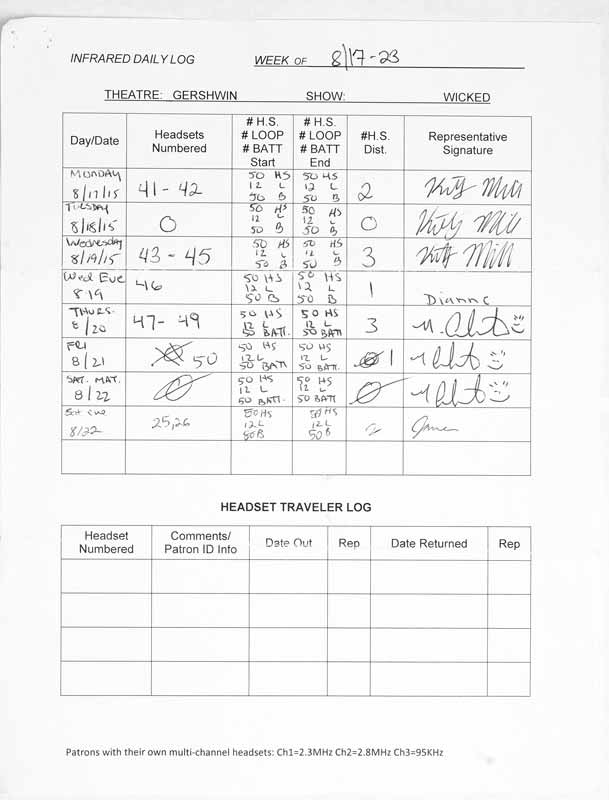 INFRARED DAILY LOG WEEK OF 8/17-23
THEATRE: GERSHWIN SHOW: WICKED
Day/Date Headsets Numbered # H.S. # LOOP # BATT Start # H.S. # LOOP # BATT End #H.S. Dist. Representative Signature
MONDAY 8/17/15 41 - 42 50 HS 12 L 50 B 50 HS 12 L 50 B 2 Kitty Mill
TUESDAY 8/18/15 0 50 HS 12 L 50 B 50 HS 12 L 50 B 0 Kitty Mill
Wednesday 8/19/15 43 - 45 50 HS 12 L 50 B 50 HS 12 L 50 B 3 Kitty Mill
Wed Eve 8/19 46 50 HS 12 L 50 B 50 HS 12 L 50 B 1 Dianne
THURS. 8/20 47 - 49 50 HS 12 L 50 BATT. 50 HS 12 L 50 BATT. 3
FRI 8/21 50 50 HS 12 L 50 BATT 50 HS 12 L 50 BATT 1
SAT. MAT. 8/22 0 50 HS 12 L 50 BATT. 50 HS 12 L 50 BATT. 0
Sat eve 8/22 25,26 50 HS 12 L 50 B 50 HS 12 L 50 B 2
HEADSET TRAVELER LOG
Headset Numbered Comments/ Patron ID Info Date Out Rep Date Returned Rep
Patrons with their own multi-channel headsets: Ch1=2.3MHz Ch2=2.8MHz Ch3=95KHz